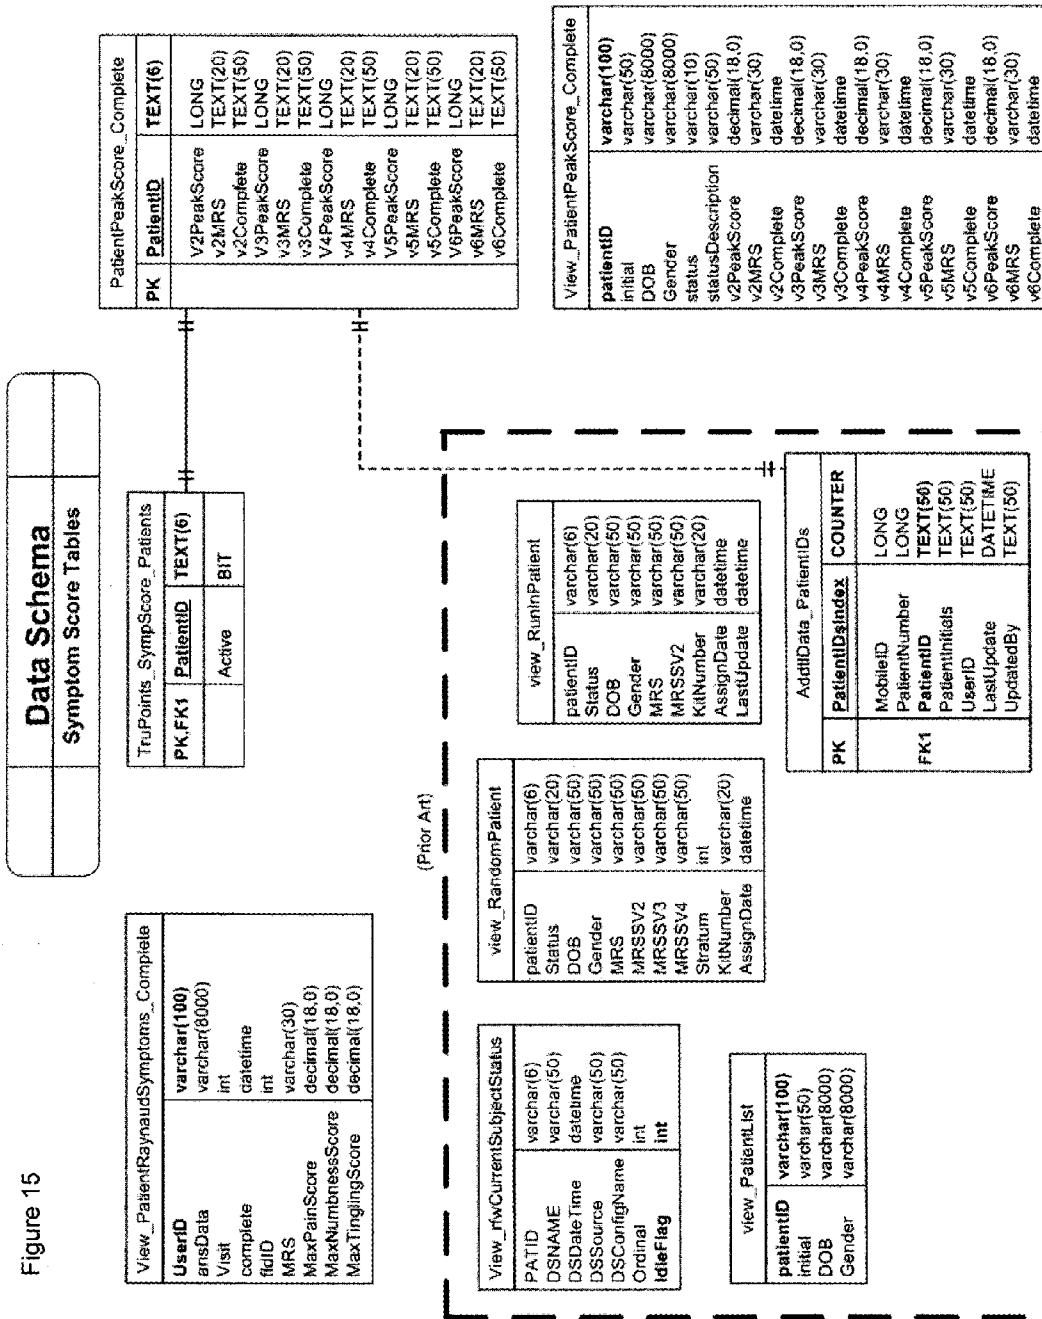 Figure 15
Data Schema
Symptom Score Tables
View_PatientRaynaudSymptoms_Complete
UserID varchar(100)
ansData varchar(8000)
Visit int
complete datetime
fldID int
MRS varchar(30)
MaxPainScore decimal(18,0)
MaxNumbnessScore decimal(18,0)
MaxTinglingScore decimal(18,0)
TruPoints_SympScore_Patients
PK,FK1 PatientID TEXT(6)
Active BIT
PatientPeakScore_Complete
PK PatientID TEXT(6)
V2PeakScore LONG
v2MRS TEXT(20)
v2Complete TEXT(50)
V3PeakScore LONG
v3MRS TEXT(20)
v3Complete TEXT(50)
V4PeakScore LONG
v4MRS TEXT(20)
v4Complete TEXT(50)
V5PeakScore LONG
v5MRS TEXT(20)
v5Complete TEXT(50)
V6PeakScore LONG
v6MRS TEXT(20)
v6Complete TEXT(50)
(Prior Art)
View_rfwCurrentSubjectStatus
PATID varchar(6)
DSNAME varchar(50)
DSDateTime datetime
DSSource varchar(50)
DSConfigName varchar(50)
Ordinal int
IdleFlag int
view_RandomPatient
patientID varchar(6)
Status varchar(20)
DOB varchar(50)
Gender varchar(50)
MRS varchar(50)
MRSSV2 varchar(50)
MRSSV3 varchar(50)
MRSSV4 varchar(50)
Stratum int
KitNumber varchar(20)
AssignDate datetime
view_RunInPatient
patientID varchar(6)
Status varchar(20)
DOB varchar(50)
Gender varchar(50)
MRS varchar(50)
MRSSV2 varchar(50)
KitNumber varchar(20)
AssignDate datetime
LastUpdate datetime
view_PatientList
patientID varchar(100)
initial varchar(50)
DOB varchar(8000)
Gender varchar(8000)
AddtlData_PatientIDs
PK PatientIDsIndex COUNTER
MobileID LONG
PatientNumber LONG
FK1 PatientID TEXT(50)
PatientInitials TEXT(50)
UserID TEXT(50)
LastUpdate DATETIME
UpdatedBy TEXT(50)
View_PatientPeakScore_Complete
patientID varchar(100)
initial varchar(50)
DOB varchar(8000)
Gender varchar(8000)
status varchar(10)
statusDescription varchar(50)
v2PeakScore decimal(18,0)
v2MRS varchar(30)
v2Complete datetime
v3PeakScore decimal(18,0)
v3MRS varchar(30)
v3Complete datetime
v4PeakScore decimal(18,0)
v4MRS varchar(30)
v4Complete datetime
v5PeakScore decimal(18,0)
v5MRS varchar(30)
v5Complete datetime
v6PeakScore decimal(18,0)
v6MRS varchar(30)
v6Complete datetime